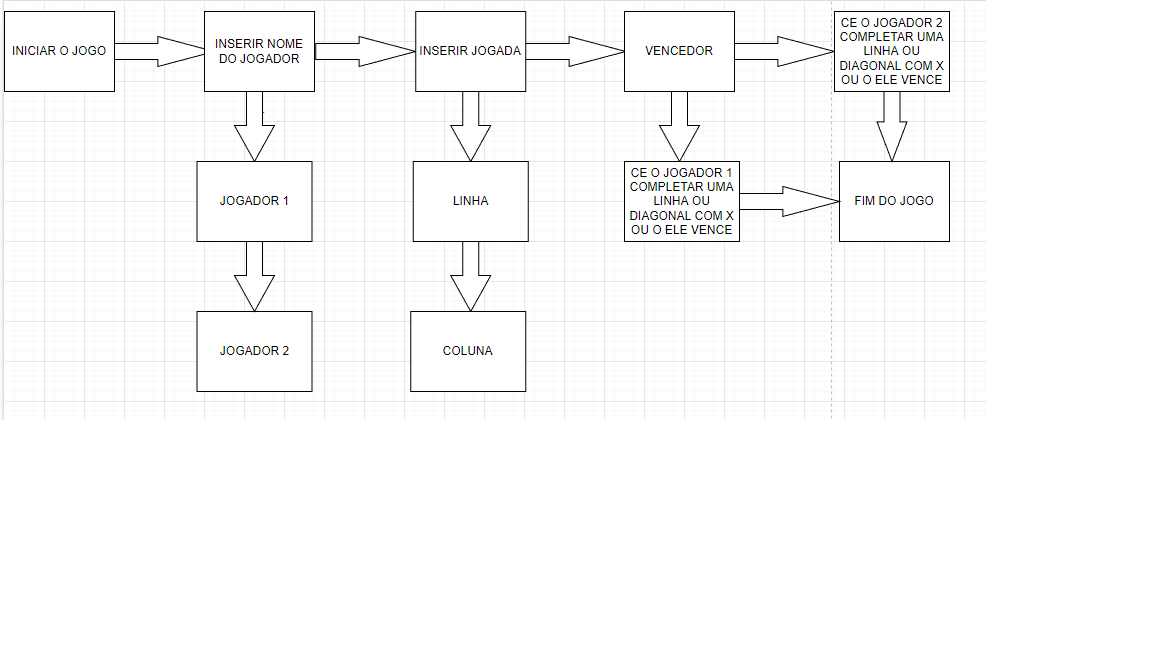 INICIAR O JOGO
INSERIR NOME
DO JOGADOR
INSERIR JOGADA
VENCEDOR
CE O JOGADOR 2
COMPLETAR UMA
LINHA OU
DIAGONAL COM X
OU O ELE VENCE
JOGADOR 1
LINHA
CE O JOGADOR 1
COMPLETAR UMA
LINHA OU
DIAGONAL COM X
OU O ELE VENCE
FIM DO JOGO
JOGADOR 2
COLUNA